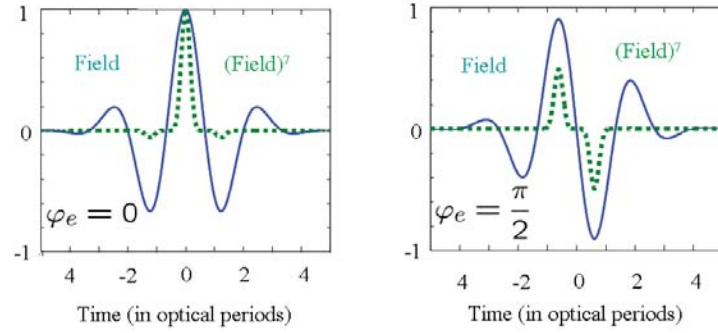 1
Field
(Field)⁷
0
φₑ = 0
-1
4 -2 0 2 4
Time (in optical periods)
1
Field
(Field)⁷
0
φₑ = π/2
-1
4 -2 0 2 4
Time (in optical periods)